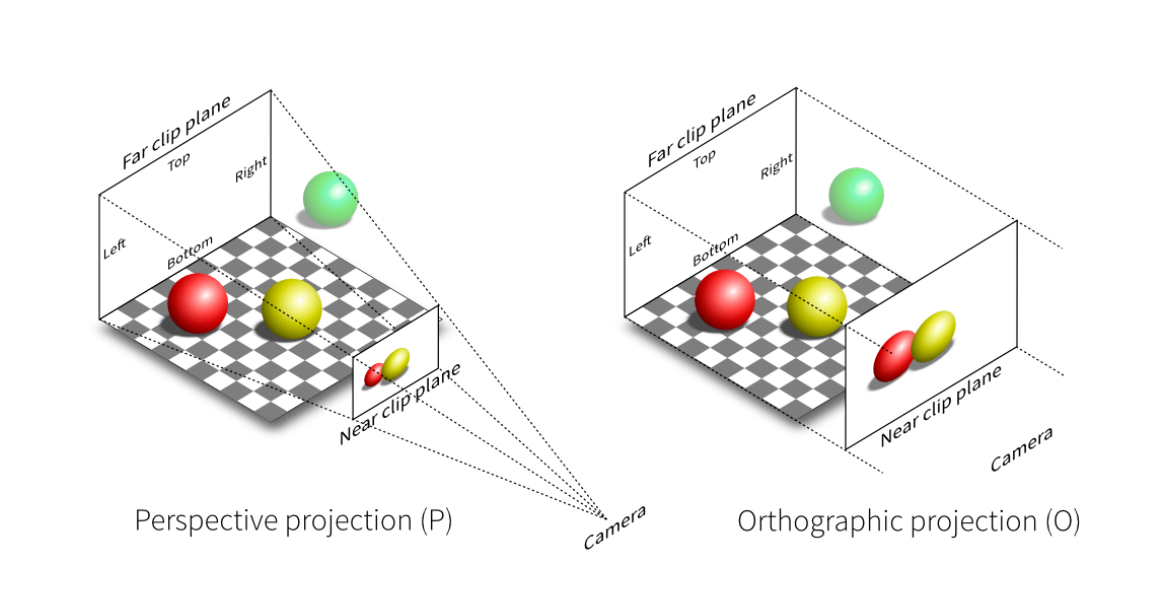 Far clip plane
Top
Right
Left
Bottom
Near clip plane
Camera
Perspective projection (P)
Far clip plane
Top
Right
Left
Bottom
Near clip plane
Camera
Orthographic projection (O)